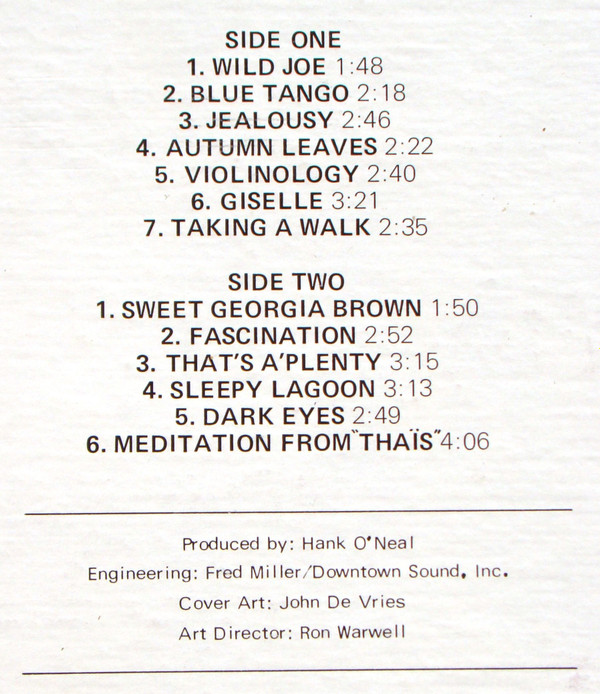 SIDE ONE
1. WILD JOE 1:48
2. BLUE TANGO 2:18
3. JEALOUSY 2:46
4. AUTUMN LEAVES 2:22
5. VIOLINOLOGY 2:40
6. GISELLE 3:21
7. TAKING A WALK 2:35
SIDE TWO
1. SWEET GEORGIA BROWN 1:50
2. FASCINATION 2:52
3. THAT'S A'PLENTY 3:15
4. SLEEPY LAGOON 3:13
5. DARK EYES 2:49
6. MEDITATION FROM "THAÏS" 4:06
Produced by: Hank O'Neal
Engineering: Fred Miller/Downtown Sound, Inc.
Cover Art: John De Vries
Art Director: Ron Warwell